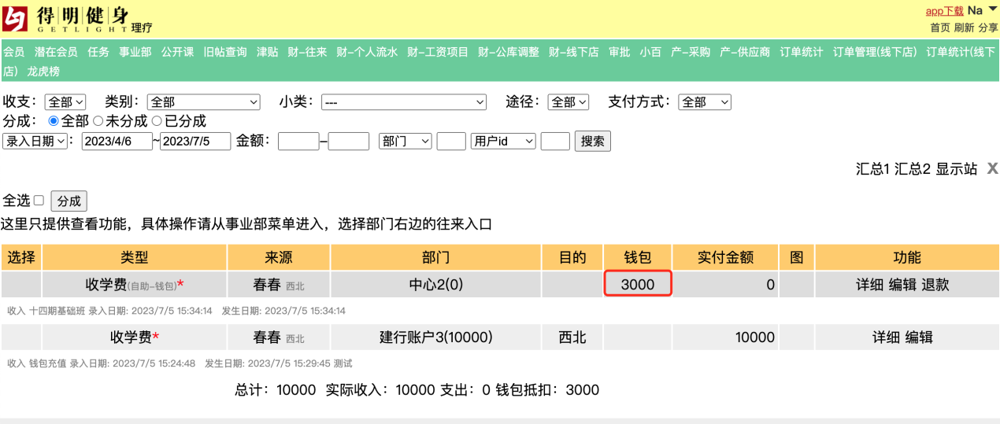 得明健身 app下载 Na
GETLIGHT 理疗 首页 刷新 分享
会员 潜在会员 任务 事业部 公开课 旧帖查询 津贴 财-往来 财-个人流水 财-工资项目 财-公库调整 财-线下店 审批 小百 产-采购 产-供应商 订单统计 订单管理(线下店) 订单统计(线下
店) 龙虎榜
收支: 全部 类别: 全部 小类: --- 途径: 全部 支付方式: 全部
分成: 全部 未分成 已分成
录入日期: 2023/4/6~2023/7/5 金额: – 部门 用户id 搜索
汇总1 汇总2 显示站 X
全选 分成
这里只提供查看功能，具体操作请从事业部菜单进入，选择部门右边的往来入口
选择 类型 来源 部门 目的 钱包 实付金额 图 功能
收学费(自助-钱包)* 春春 西北 中心2(0) 3000 0 详细 编辑 退款
收入 十四期基础班 录入日期: 2023/7/5 15:34:14 发生日期: 2023/7/5 15:34:14
收学费* 春春 西北 建行账户3(10000) 西北 10000 详细 编辑
收入 钱包充值 录入日期: 2023/7/5 15:24:48 发生日期: 2023/7/5 15:29:45 测试
总计：10000 实际收入：10000 支出：0 钱包抵扣：3000